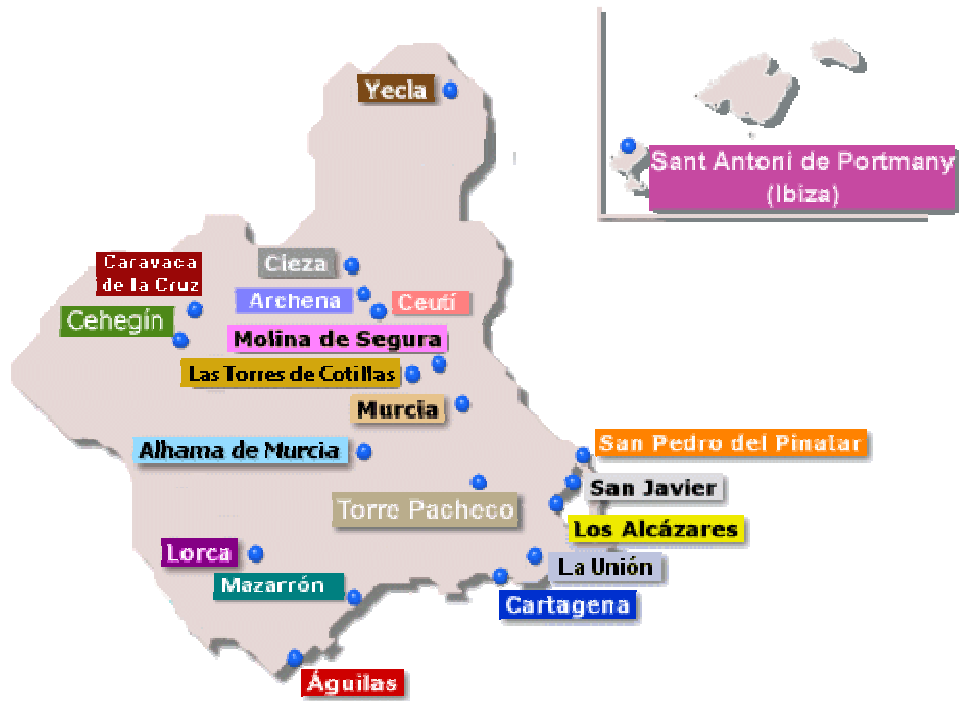 Yecla
Sant Antoni de Portmany
(Ibiza)
Caravaca
de la Cruz
Cieza
Archena
Ceutí
Cehegín
Molina de Segura
Las Torres de Cotillas
Murcia
Alhama de Murcia
San Pedro del Pinatar
San Javier
Torre Pacheco
Los Alcázares
Lorca
La Unión
Mazarrón
Cartagena
Águilas